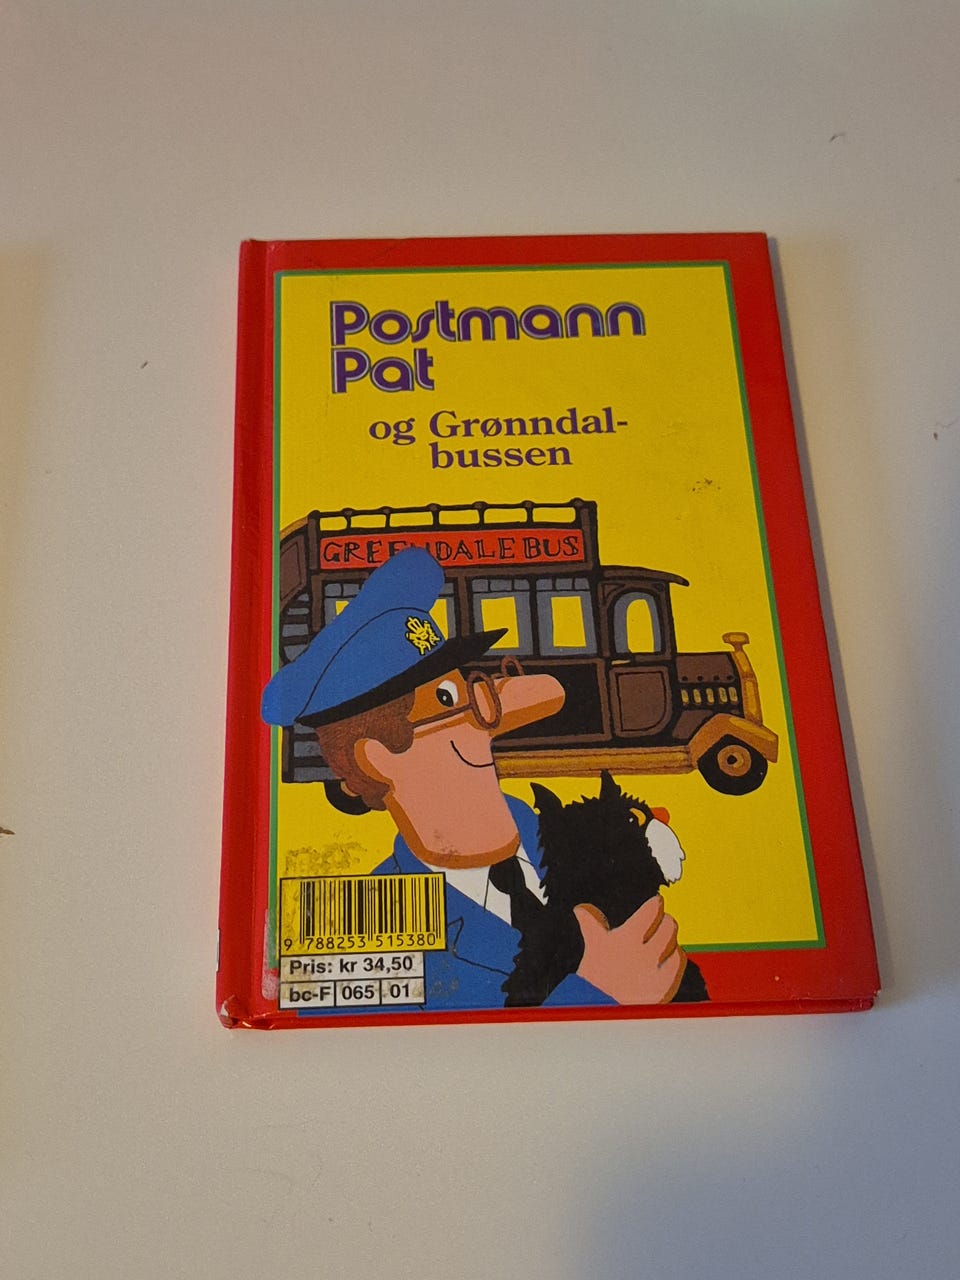 Postmann
Pat
og Grønndal-
bussen
GREENDALE BUS
9 788253 515380
Pris: kr 34,50
bc-F 065 01